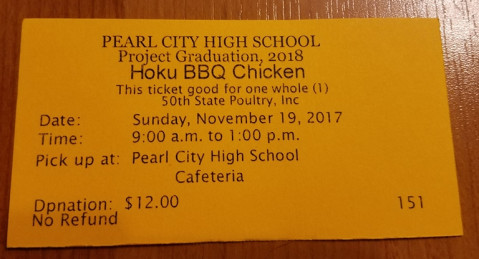 PEARL CITY HIGH SCHOOL
Project Graduation, 2018
Hoku BBQ Chicken
This ticket good for one whole (1)
50th State Poultry, Inc
Date: Sunday, November 19, 2017
Time: 9:00 a.m. to 1:00 p.m.
Pick up at: Pearl City High School
Cafeteria
Dpnation: $12.00 151
No Refund